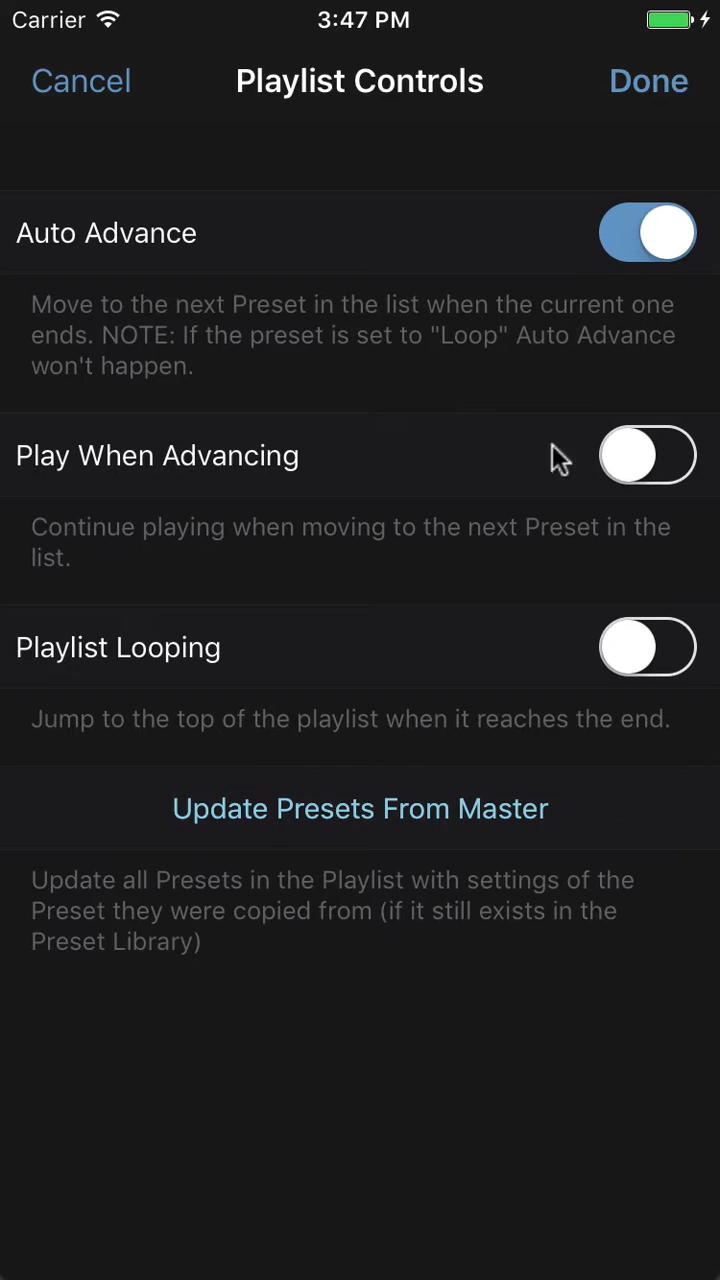 Carrier 3:47 PM
Cancel Playlist Controls Done
Auto Advance
Move to the next Preset in the list when the current one
ends. NOTE: If the preset is set to "Loop" Auto Advance
won't happen.
Play When Advancing
Continue playing when moving to the next Preset in the
list.
Playlist Looping
Jump to the top of the playlist when it reaches the end.
Update Presets From Master
Update all Presets in the Playlist with settings of the
Preset they were copied from (if it still exists in the
Preset Library)